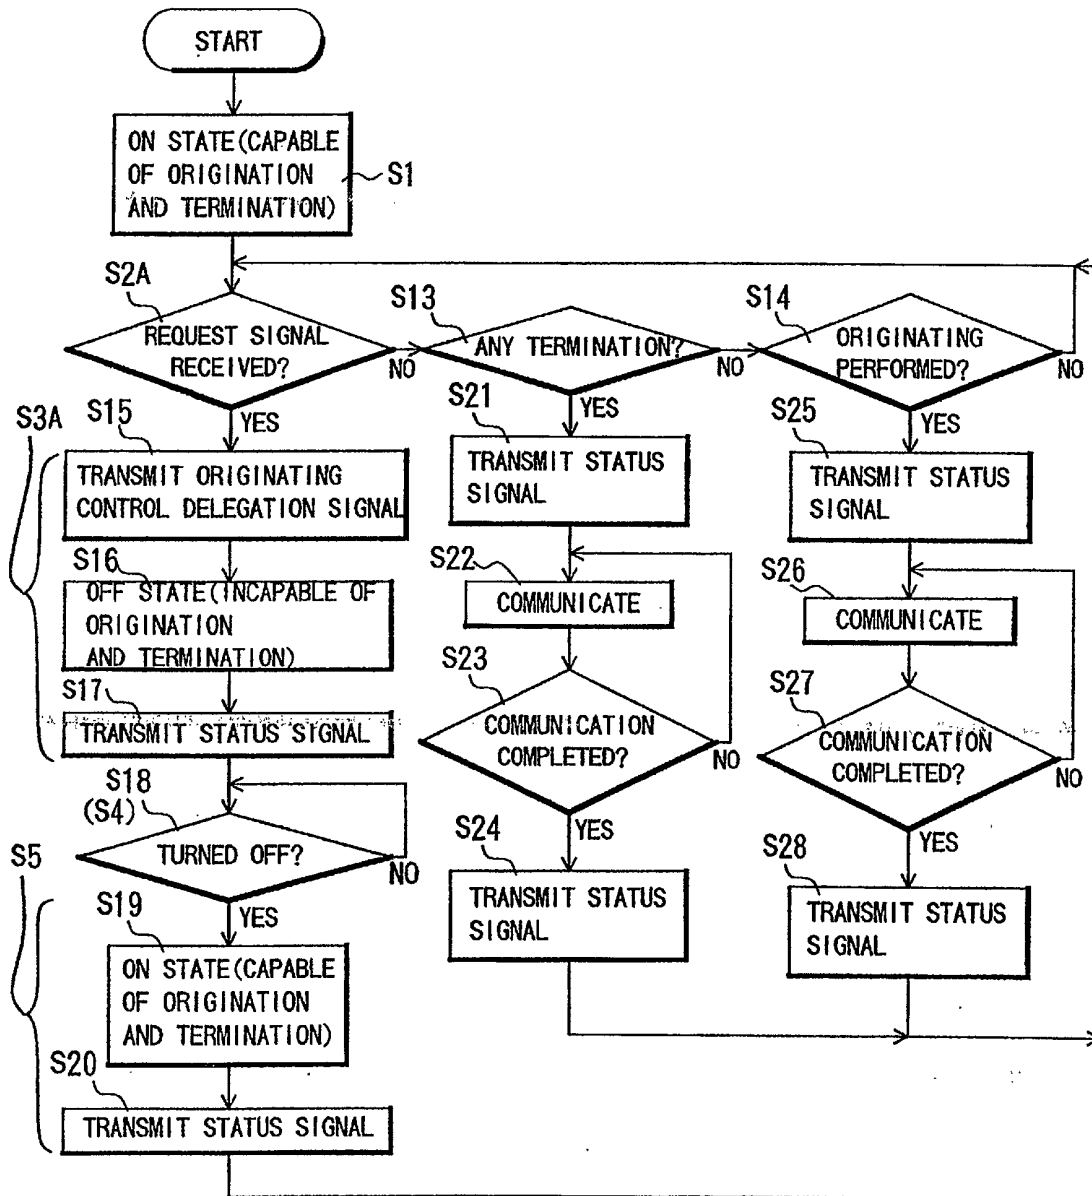 START
ON STATE(CAPABLE
OF ORIGINATION
AND TERMINATION)
S1
S2A
REQUEST SIGNAL
RECEIVED?
NO
YES
S13
ANY TERMINATION?
NO
YES
S14
ORIGINATING
PERFORMED?
NO
YES
S3A
S15
TRANSMIT ORIGINATING
CONTROL DELEGATION SIGNAL
S16
OFF STATE(INCAPABLE OF
ORIGINATION
AND TERMINATION)
S17
TRANSMIT STATUS SIGNAL
S18
(S4)
TURNED OFF?
NO
YES
S5
S19
ON STATE(CAPABLE
OF ORIGINATION
AND TERMINATION)
S20
TRANSMIT STATUS SIGNAL
S21
TRANSMIT STATUS
SIGNAL
S22
COMMUNICATE
S23
COMMUNICATION
COMPLETED?
NO
YES
S24
TRANSMIT STATUS
SIGNAL
S25
TRANSMIT STATUS
SIGNAL
S26
COMMUNICATE
S27
COMMUNICATION
COMPLETED?
NO
YES
S28
TRANSMIT STATUS
SIGNAL